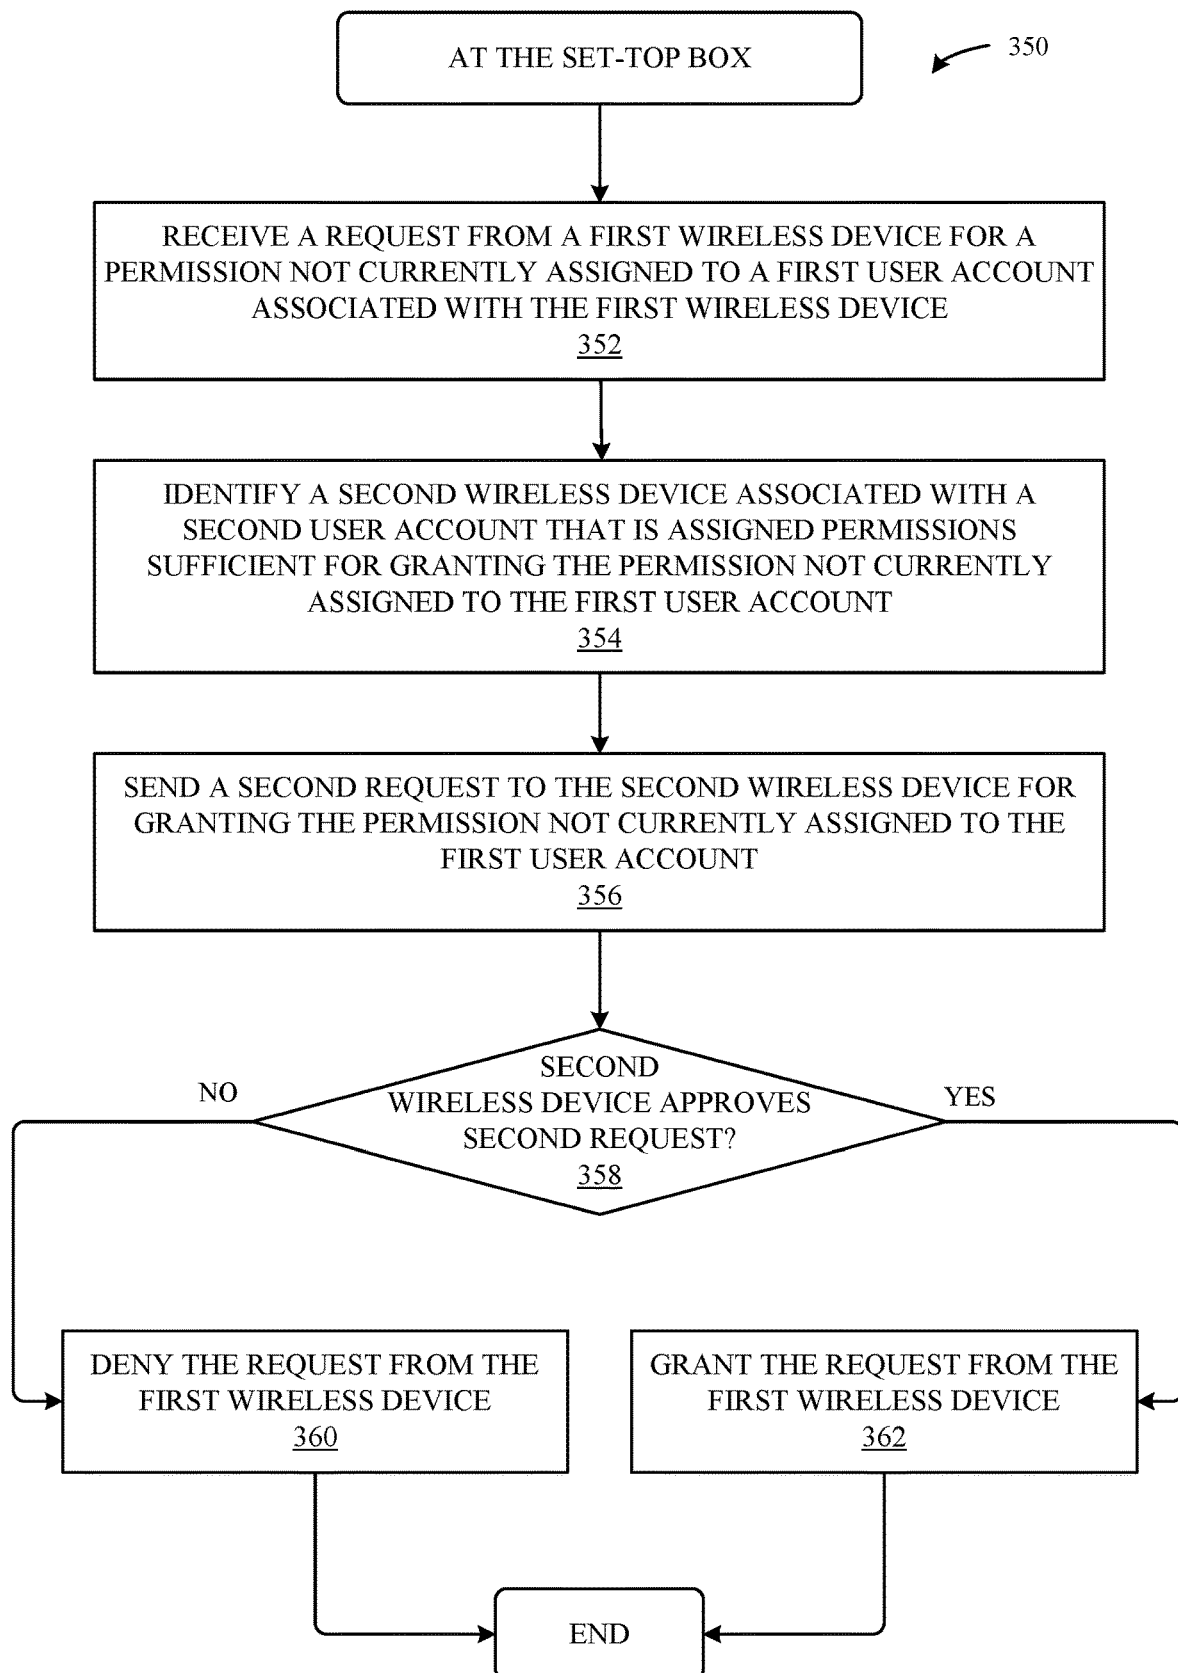 AT THE SET-TOP BOX
350
RECEIVE A REQUEST FROM A FIRST WIRELESS DEVICE FOR A
PERMISSION NOT CURRENTLY ASSIGNED TO A FIRST USER ACCOUNT
ASSOCIATED WITH THE FIRST WIRELESS DEVICE
352
IDENTIFY A SECOND WIRELESS DEVICE ASSOCIATED WITH A
SECOND USER ACCOUNT THAT IS ASSIGNED PERMISSIONS
SUFFICIENT FOR GRANTING THE PERMISSION NOT CURRENTLY
ASSIGNED TO THE FIRST USER ACCOUNT
354
SEND A SECOND REQUEST TO THE SECOND WIRELESS DEVICE FOR
GRANTING THE PERMISSION NOT CURRENTLY ASSIGNED TO THE
FIRST USER ACCOUNT
356
SECOND
WIRELESS DEVICE APPROVES
SECOND REQUEST?
358
NO
YES
DENY THE REQUEST FROM THE
FIRST WIRELESS DEVICE
360
GRANT THE REQUEST FROM THE
FIRST WIRELESS DEVICE
362
END